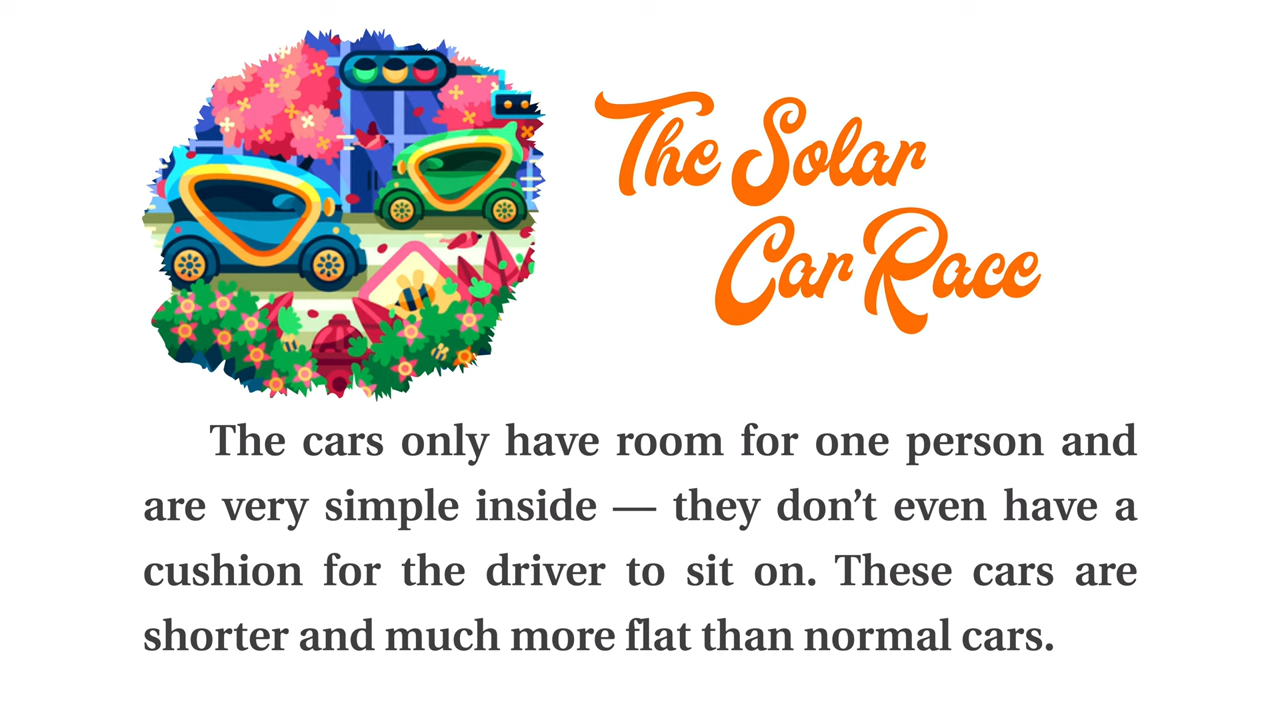 The Solar
Car Race
The cars only have room for one person and
are very simple inside — they don’t even have a
cushion for the driver to sit on. These cars are
shorter and much more flat than normal cars.